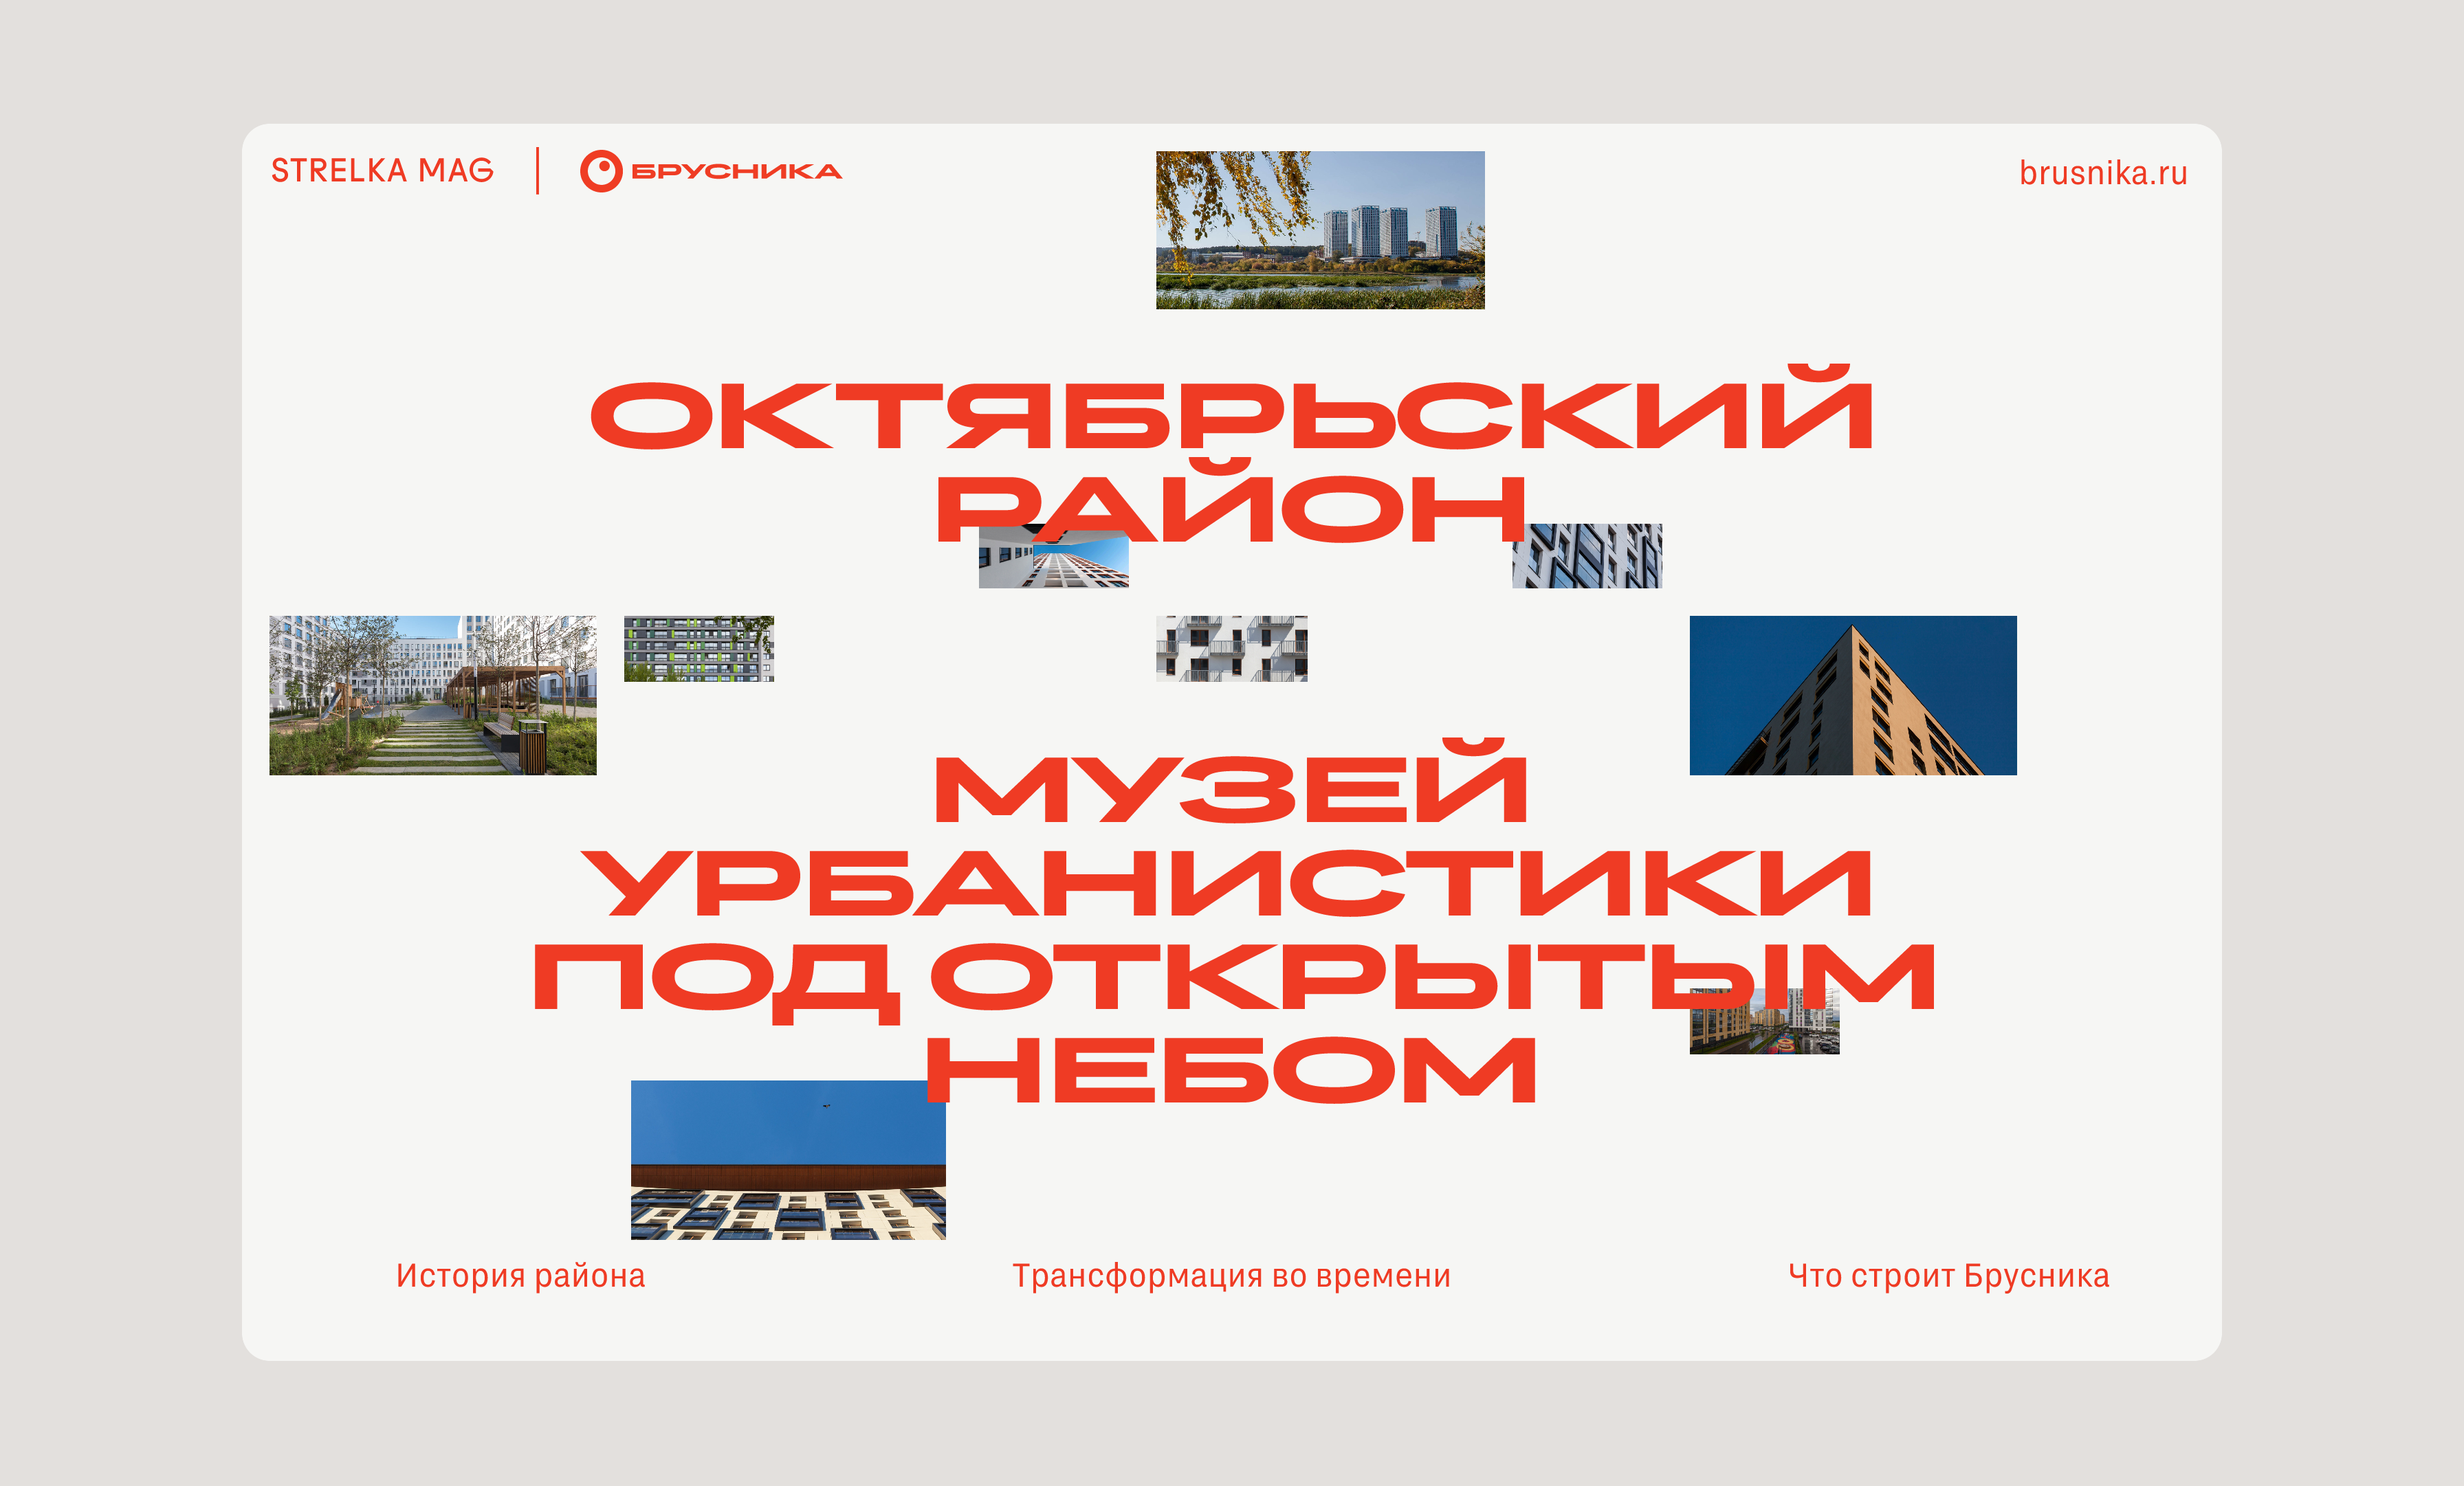 STRELKA MAG
БРУСНИКА
brusnika.ru
ОКТЯБРЬСКИЙ
РАЙОН
МУЗЕЙ
УРБАНИСТИКИ
ПОД ОТКРЫТЫМ
НЕБОМ
История района
Трансформация во времени
Что строит Брусника